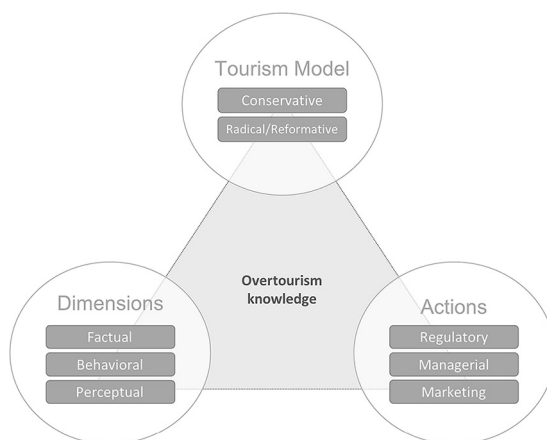 Tourism Model
Conservative
Radical/Reformative
Overtourism
knowledge
Dimensions
Factual
Behavioral
Perceptual
Actions
Regulatory
Managerial
Marketing